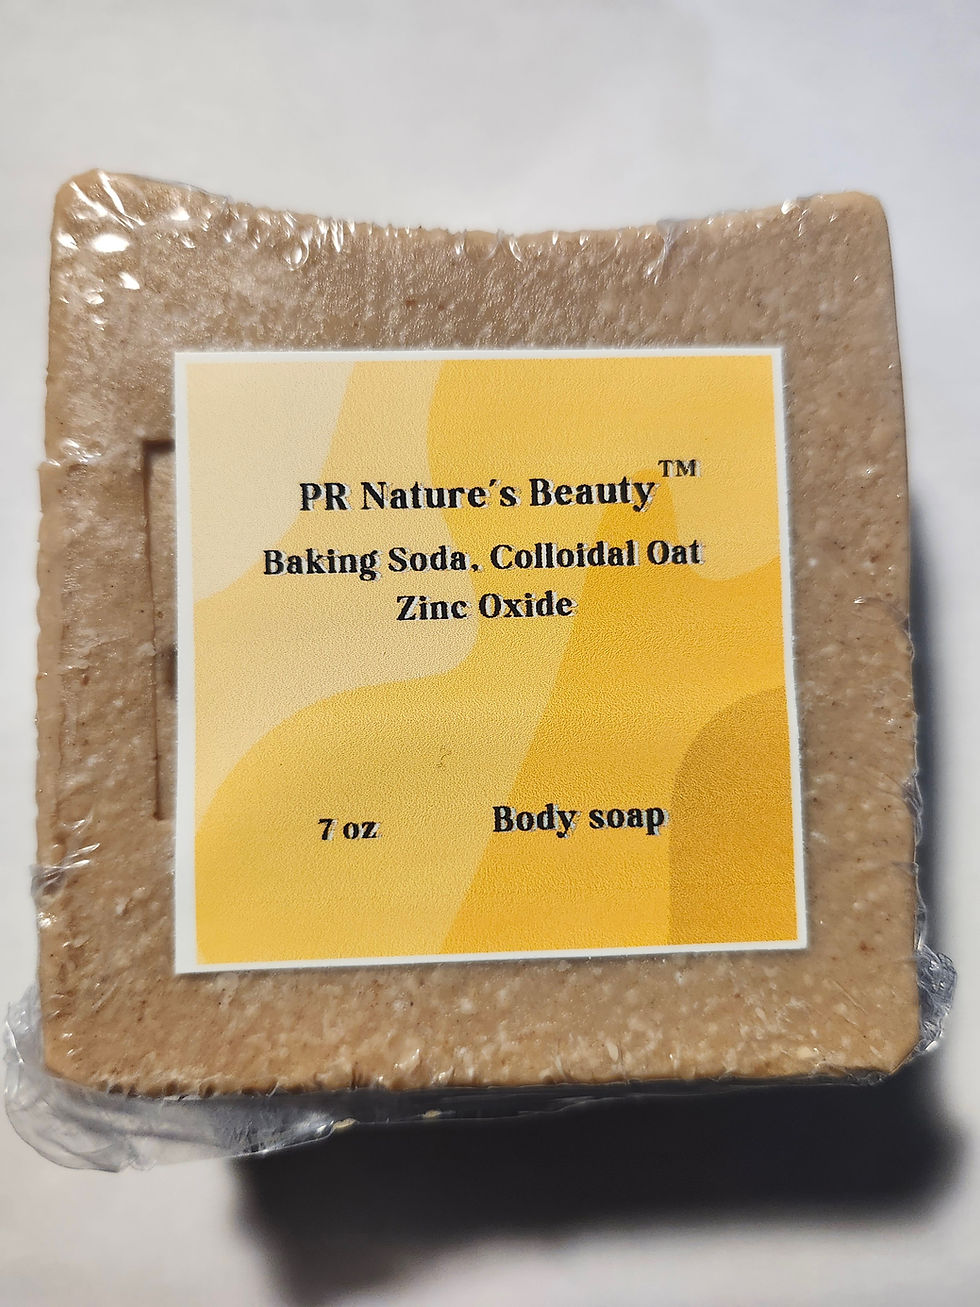 PR Nature´s Beauty™
Baking Soda, Colloidal Oat
Zinc Oxide
7 oz Body soap